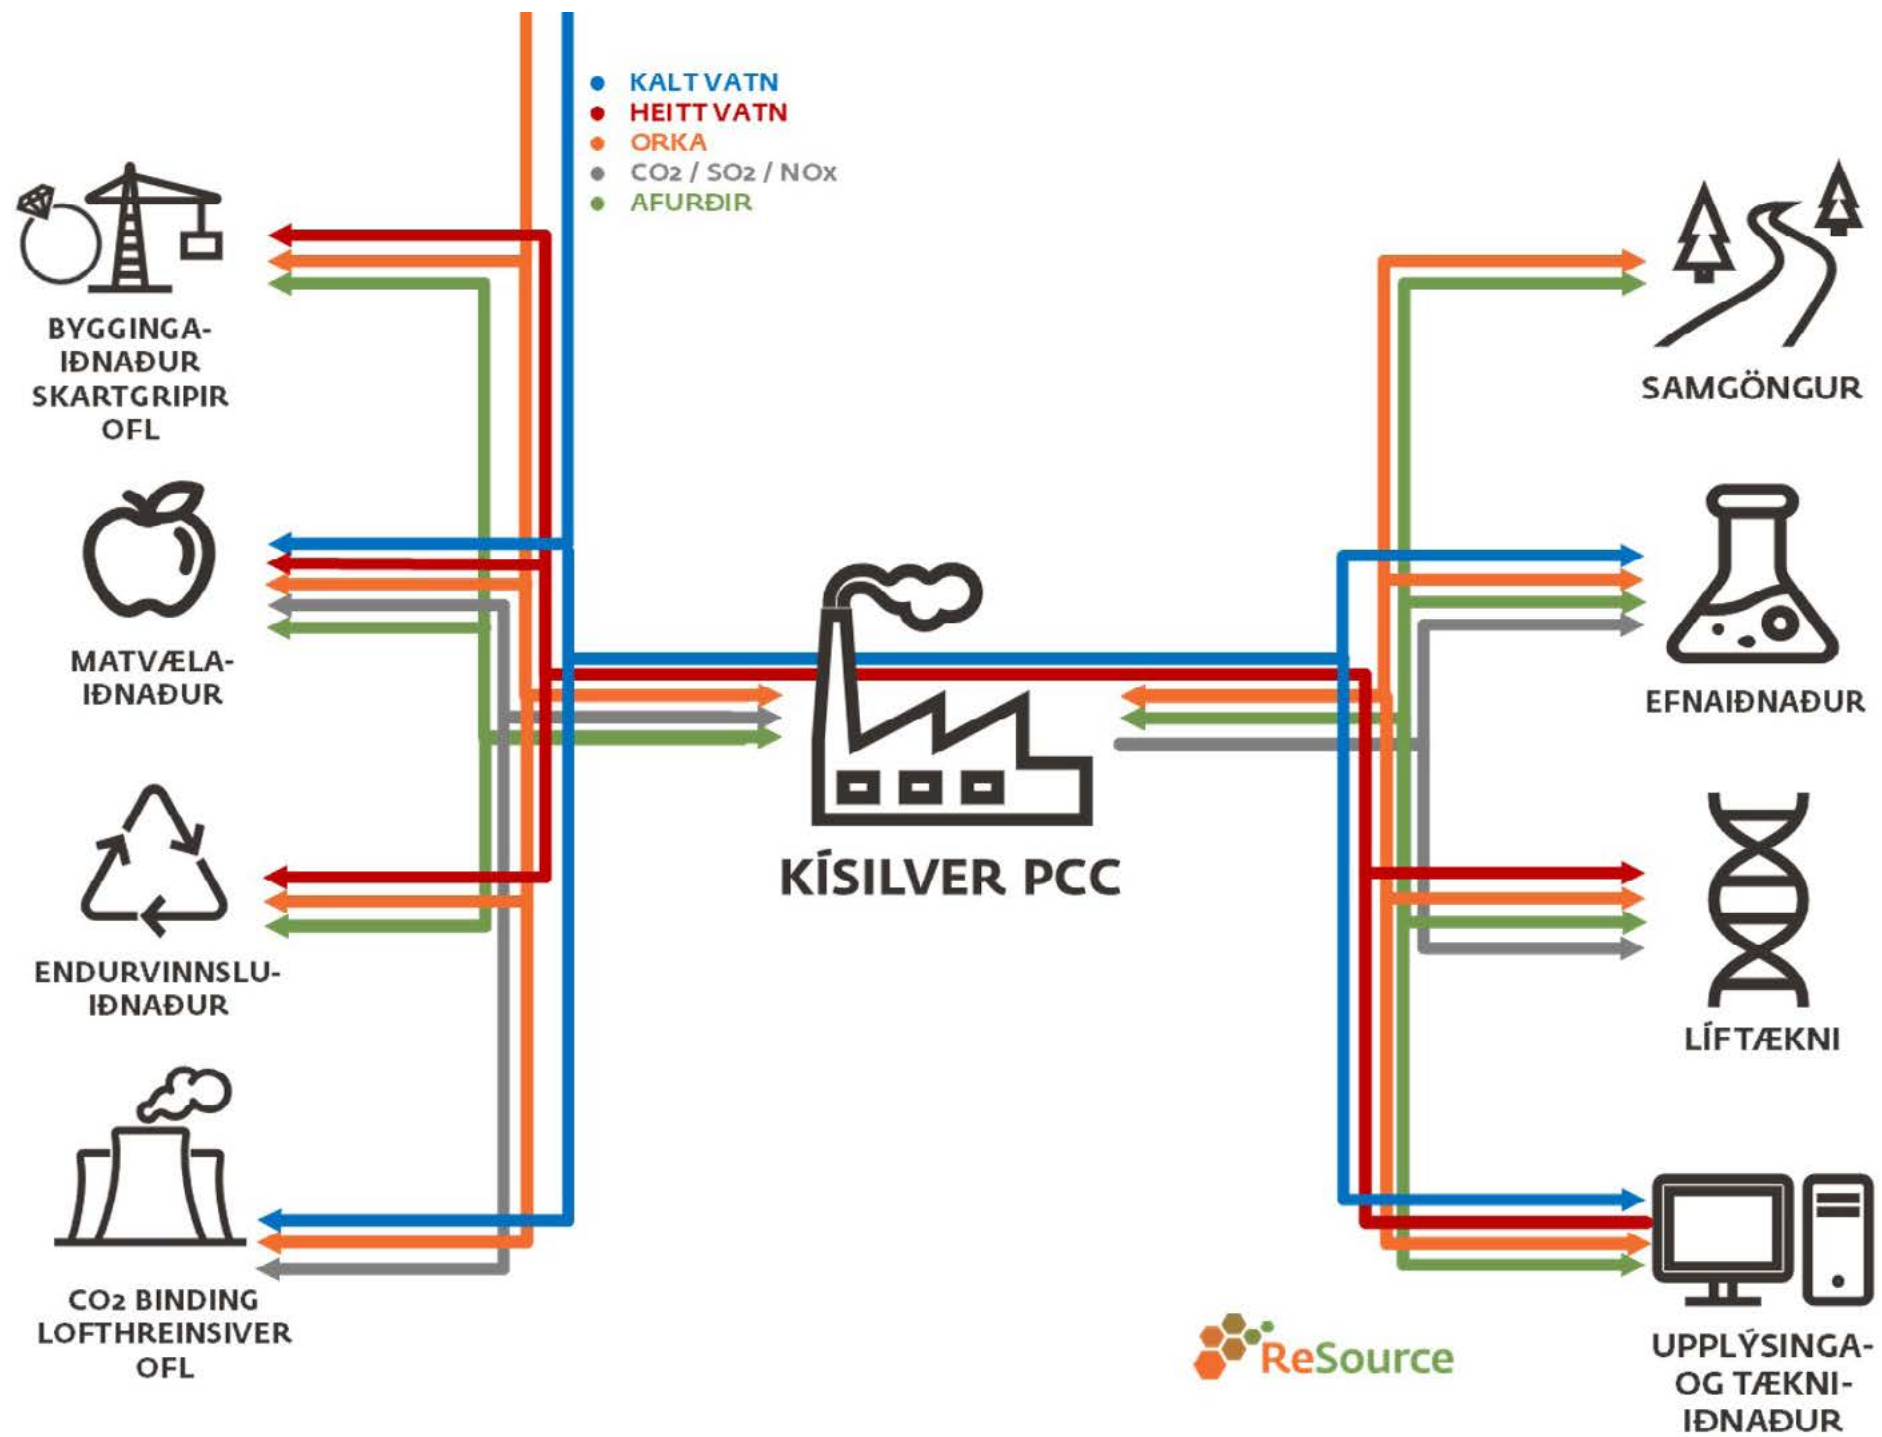 KALT VATN
HEITT VATN
ORKA
CO2 / SO2 / NOx
AFURÐIR
BYGGINGA-
IÐNAÐUR
SKARTGRIPIR
OFL
MATVÆLA-
IÐNAÐUR
ENDURVINNSLU-
IÐNAÐUR
CO2 BINDING
LOFTHREINSIVER
OFL
KÍSILVER PCC
SAMGÖNGUR
EFNAIÐNAÐUR
LÍFTÆKNI
UPPLÝSINGA-
OG TÆKNI-
IÐNAÐUR
ReSource